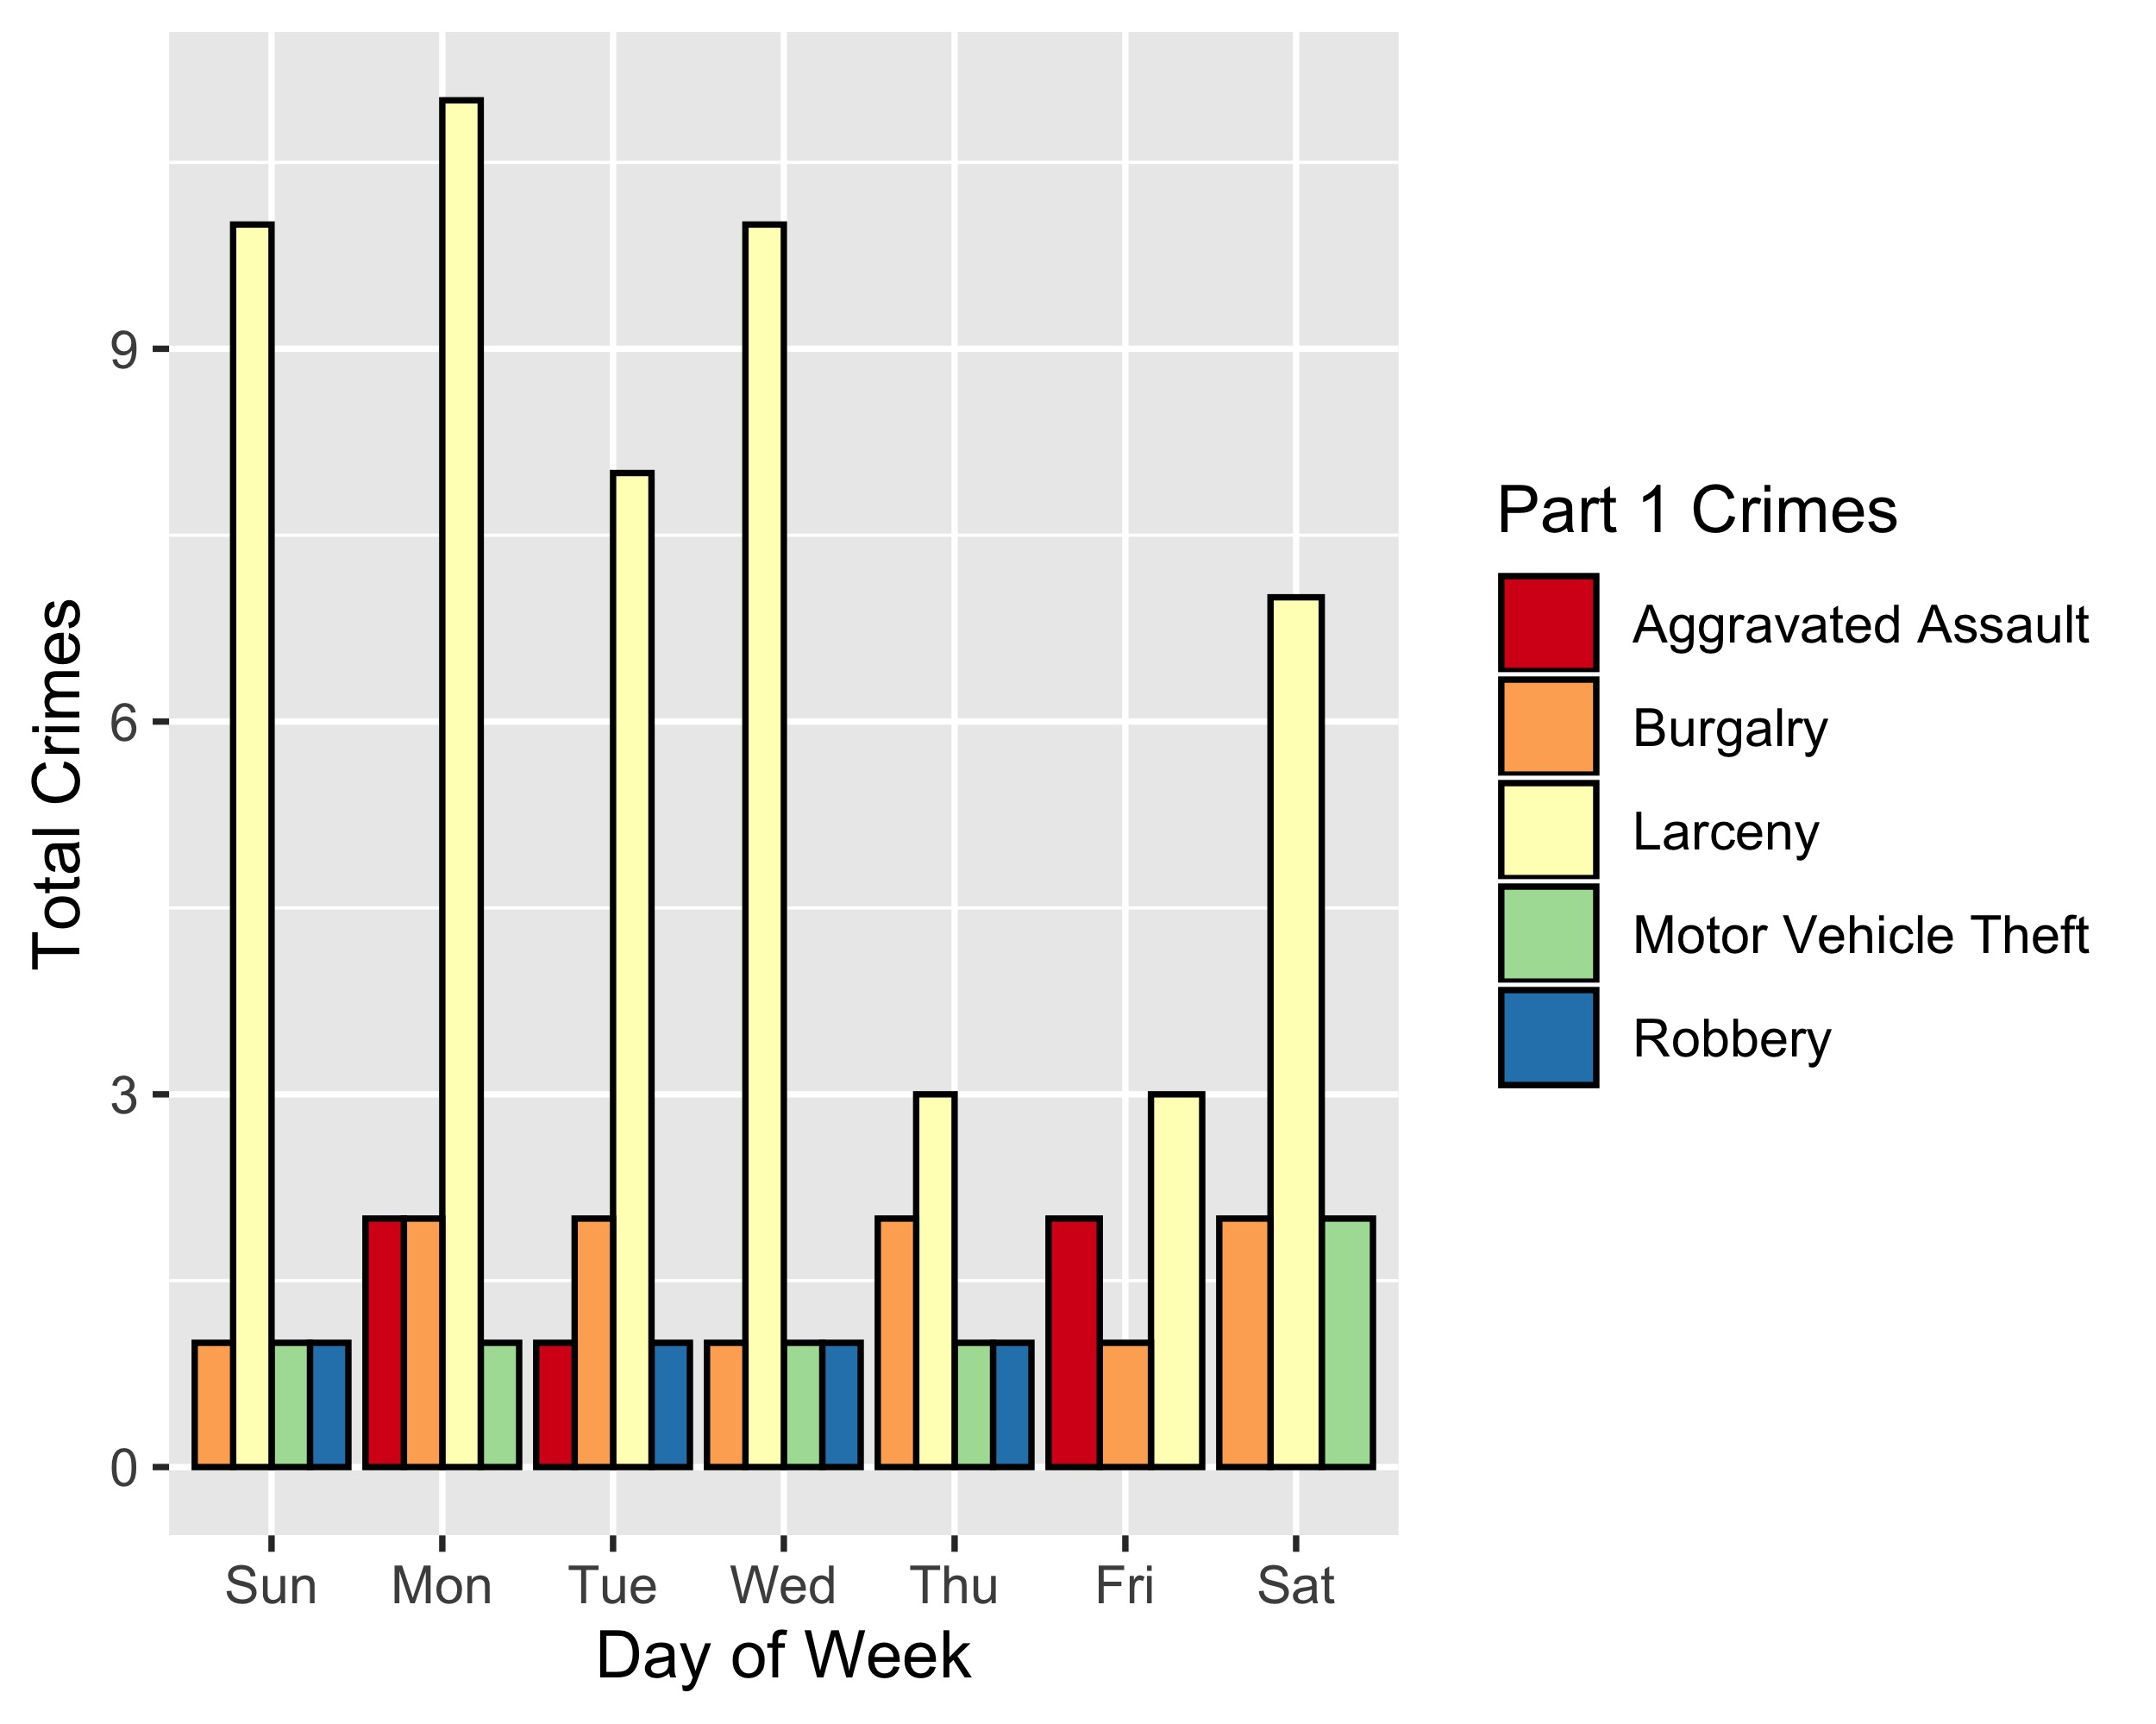 9
6
3
0
Total Crimes
Sun Mon Tue Wed Thu Fri Sat
Day of Week
Part 1 Crimes
Aggravated Assault
Burgalry
Larceny
Motor Vehicle Theft
Robbery